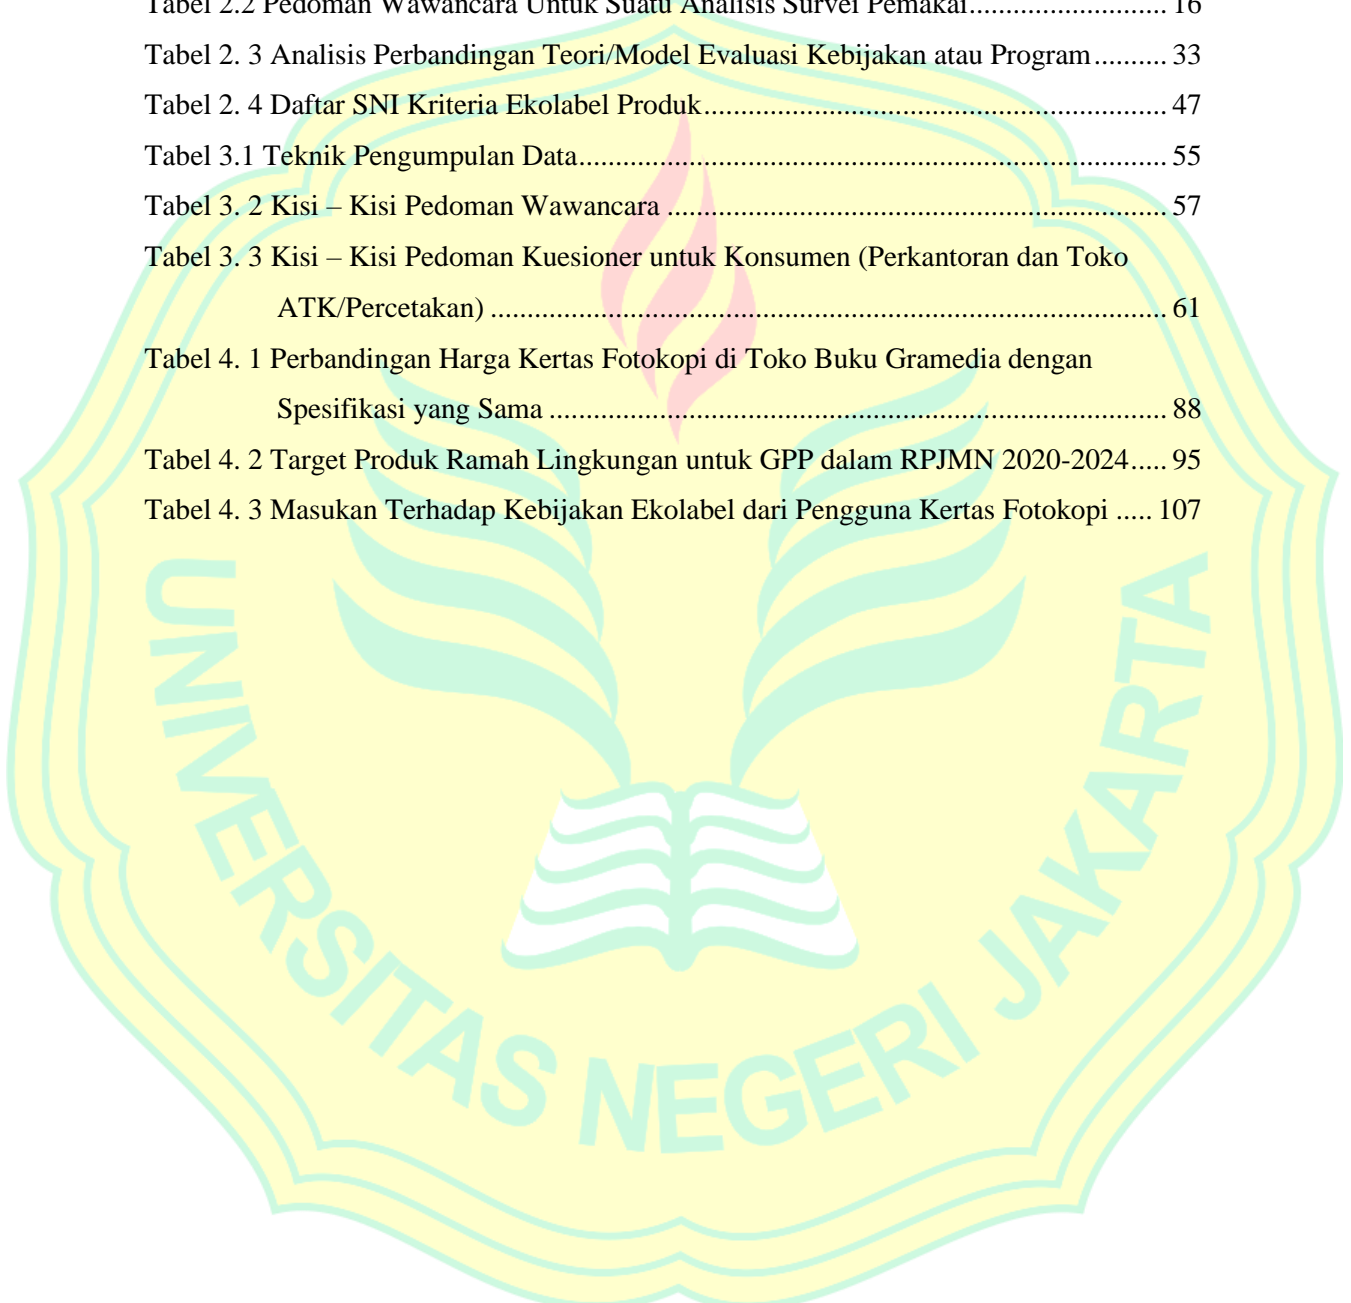 Tabel 2.2 Pedoman Wawancara Untuk Suatu Analisis Survei Pemakai............................ 16
Tabel 2. 3 Analisis Perbandingan Teori/Model Evaluasi Kebijakan atau Program.......... 33
Tabel 2. 4 Daftar SNI Kriteria Ekolabel Produk................................................................ 47
Tabel 3.1 Teknik Pengumpulan Data................................................................................. 55
Tabel 3. 2 Kisi – Kisi Pedoman Wawancara ..................................................................... 57
Tabel 3. 3 Kisi – Kisi Pedoman Kuesioner untuk Konsumen (Perkantoran dan Toko
ATK/Percetakan) ............................................................................................. 61
Tabel 4. 1 Perbandingan Harga Kertas Fotokopi di Toko Buku Gramedia dengan
Spesifikasi yang Sama ..................................................................................... 88
Tabel 4. 2 Target Produk Ramah Lingkungan untuk GPP dalam RPJMN 2020-2024..... 95
Tabel 4. 3 Masukan Terhadap Kebijakan Ekolabel dari Pengguna Kertas Fotokopi ..... 107
UNIVERSITAS NEGERI JAKARTA